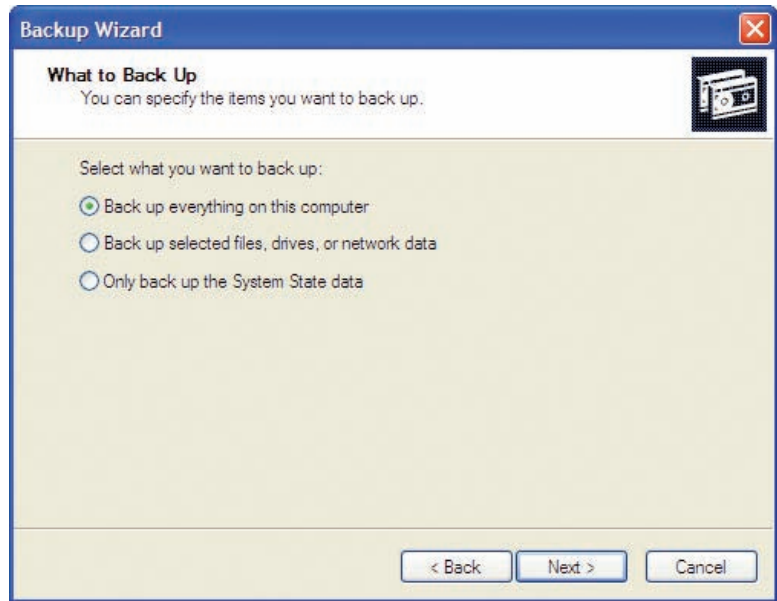 Backup Wizard
What to Back Up
You can specify the items you want to back up.
Select what you want to back up:
Back up everything on this computer
Back up selected files, drives, or network data
Only back up the System State data
< Back
Next >
Cancel